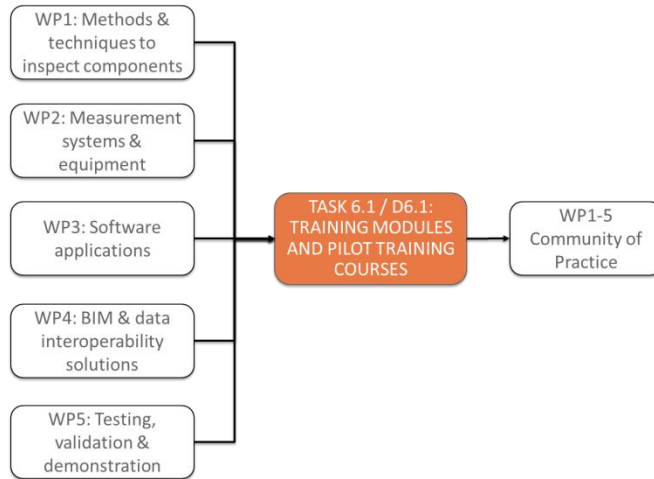 WP1: Methods &
techniques to
inspect components
WP2: Measurement
systems &
equipment
WP3: Software
applications
WP4: BIM & data
interoperability
solutions
WP5: Testing,
validation &
demonstration
TASK 6.1 / D6.1:
TRAINING MODULES
AND PILOT TRAINING
COURSES
WP1-5
Community of
Practice